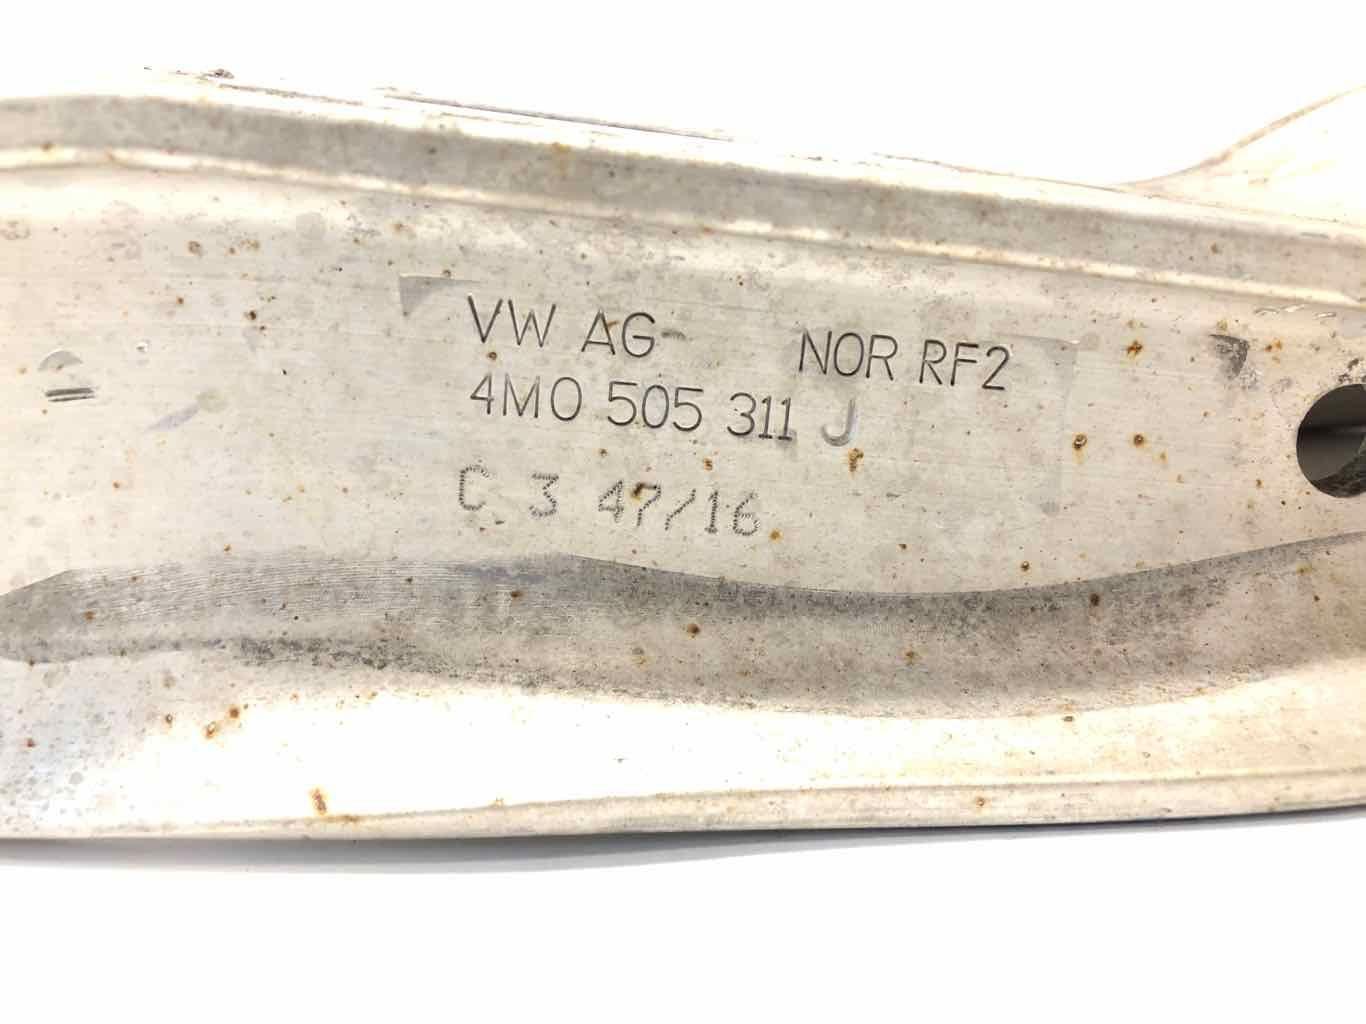 VW AG- NOR RF2
4M0 505 311 J
C 3 47/16